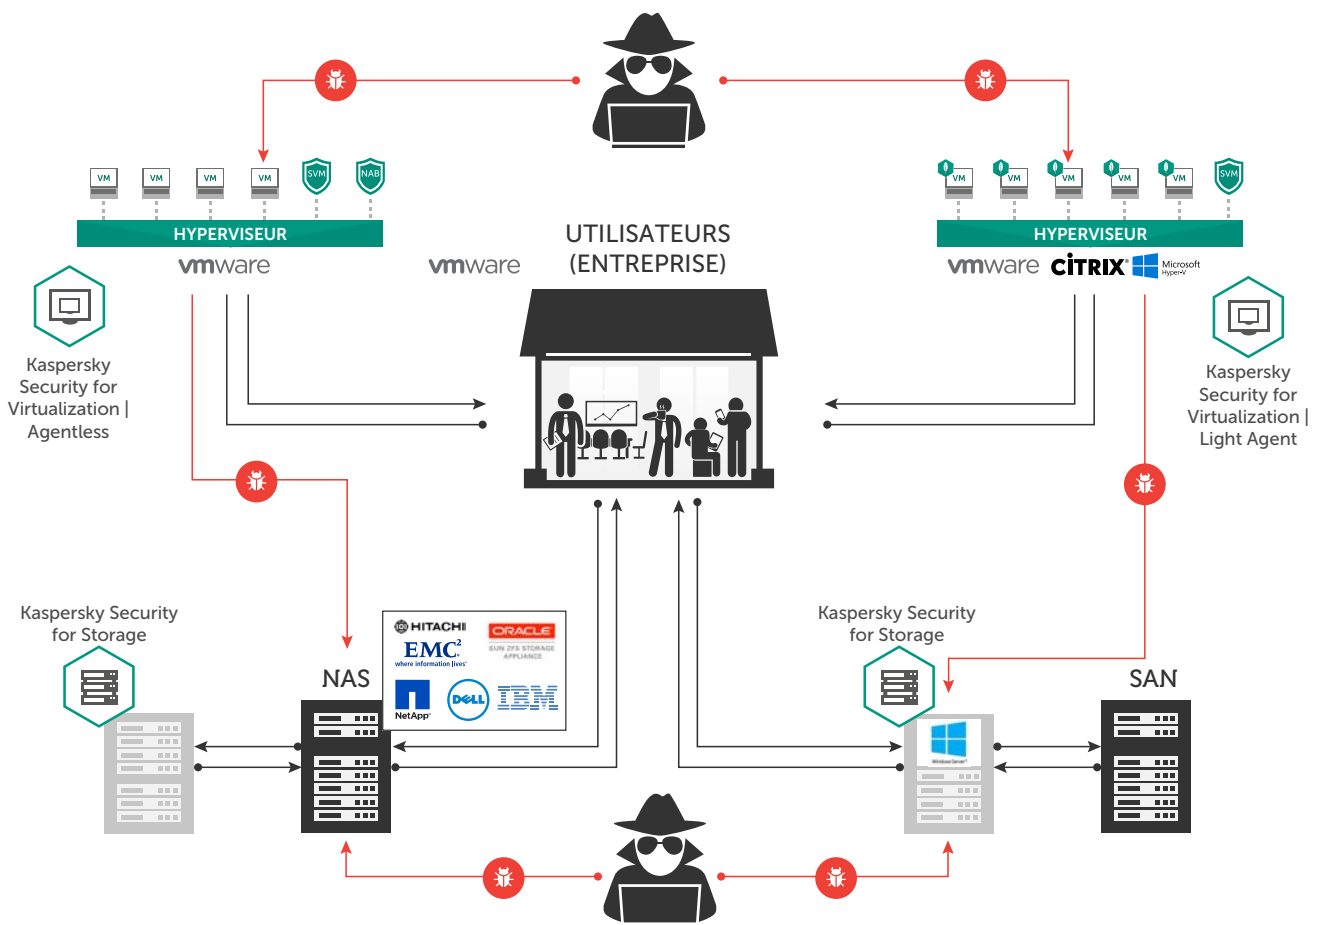 VM
VM
VM
VM
SVM
NAB
HYPERVISEUR
vmware
vmware
UTILISATEURS
(ENTREPRISE)
VM
VM
VM
VM
VM
SVM
HYPERVISEUR
vmware
CITRIX
Microsoft
Hyper-V
Kaspersky
Security for
Virtualization |
Agentless
Kaspersky
Security for
Virtualization |
Light Agent
Kaspersky Security
for Storage
NAS
HITACHI
EMC²
where information lives
ORACLE
SUN ZFS STORAGE
APPLIANCE
NetApp
DELL
IBM
Kaspersky Security
for Storage
Windows Server
SAN